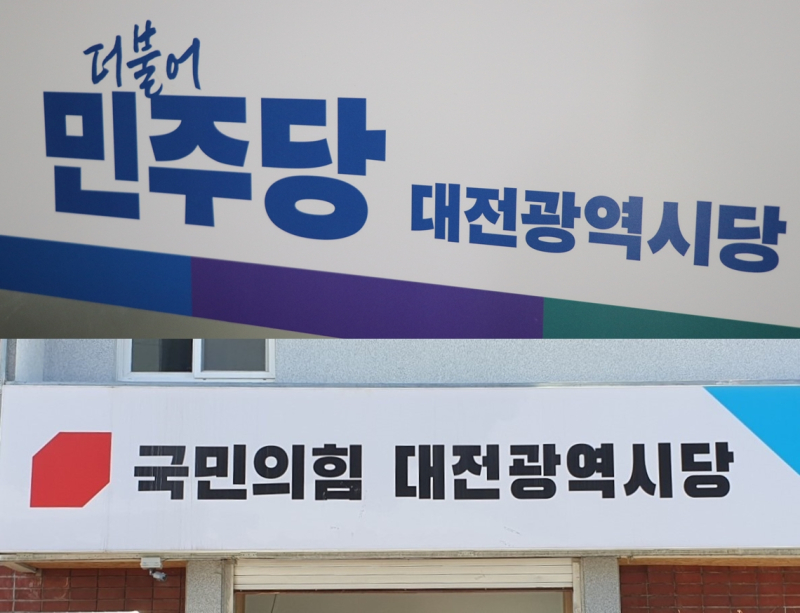 더불어
민주당 대전광역시당
국민의힘 대전광역시당